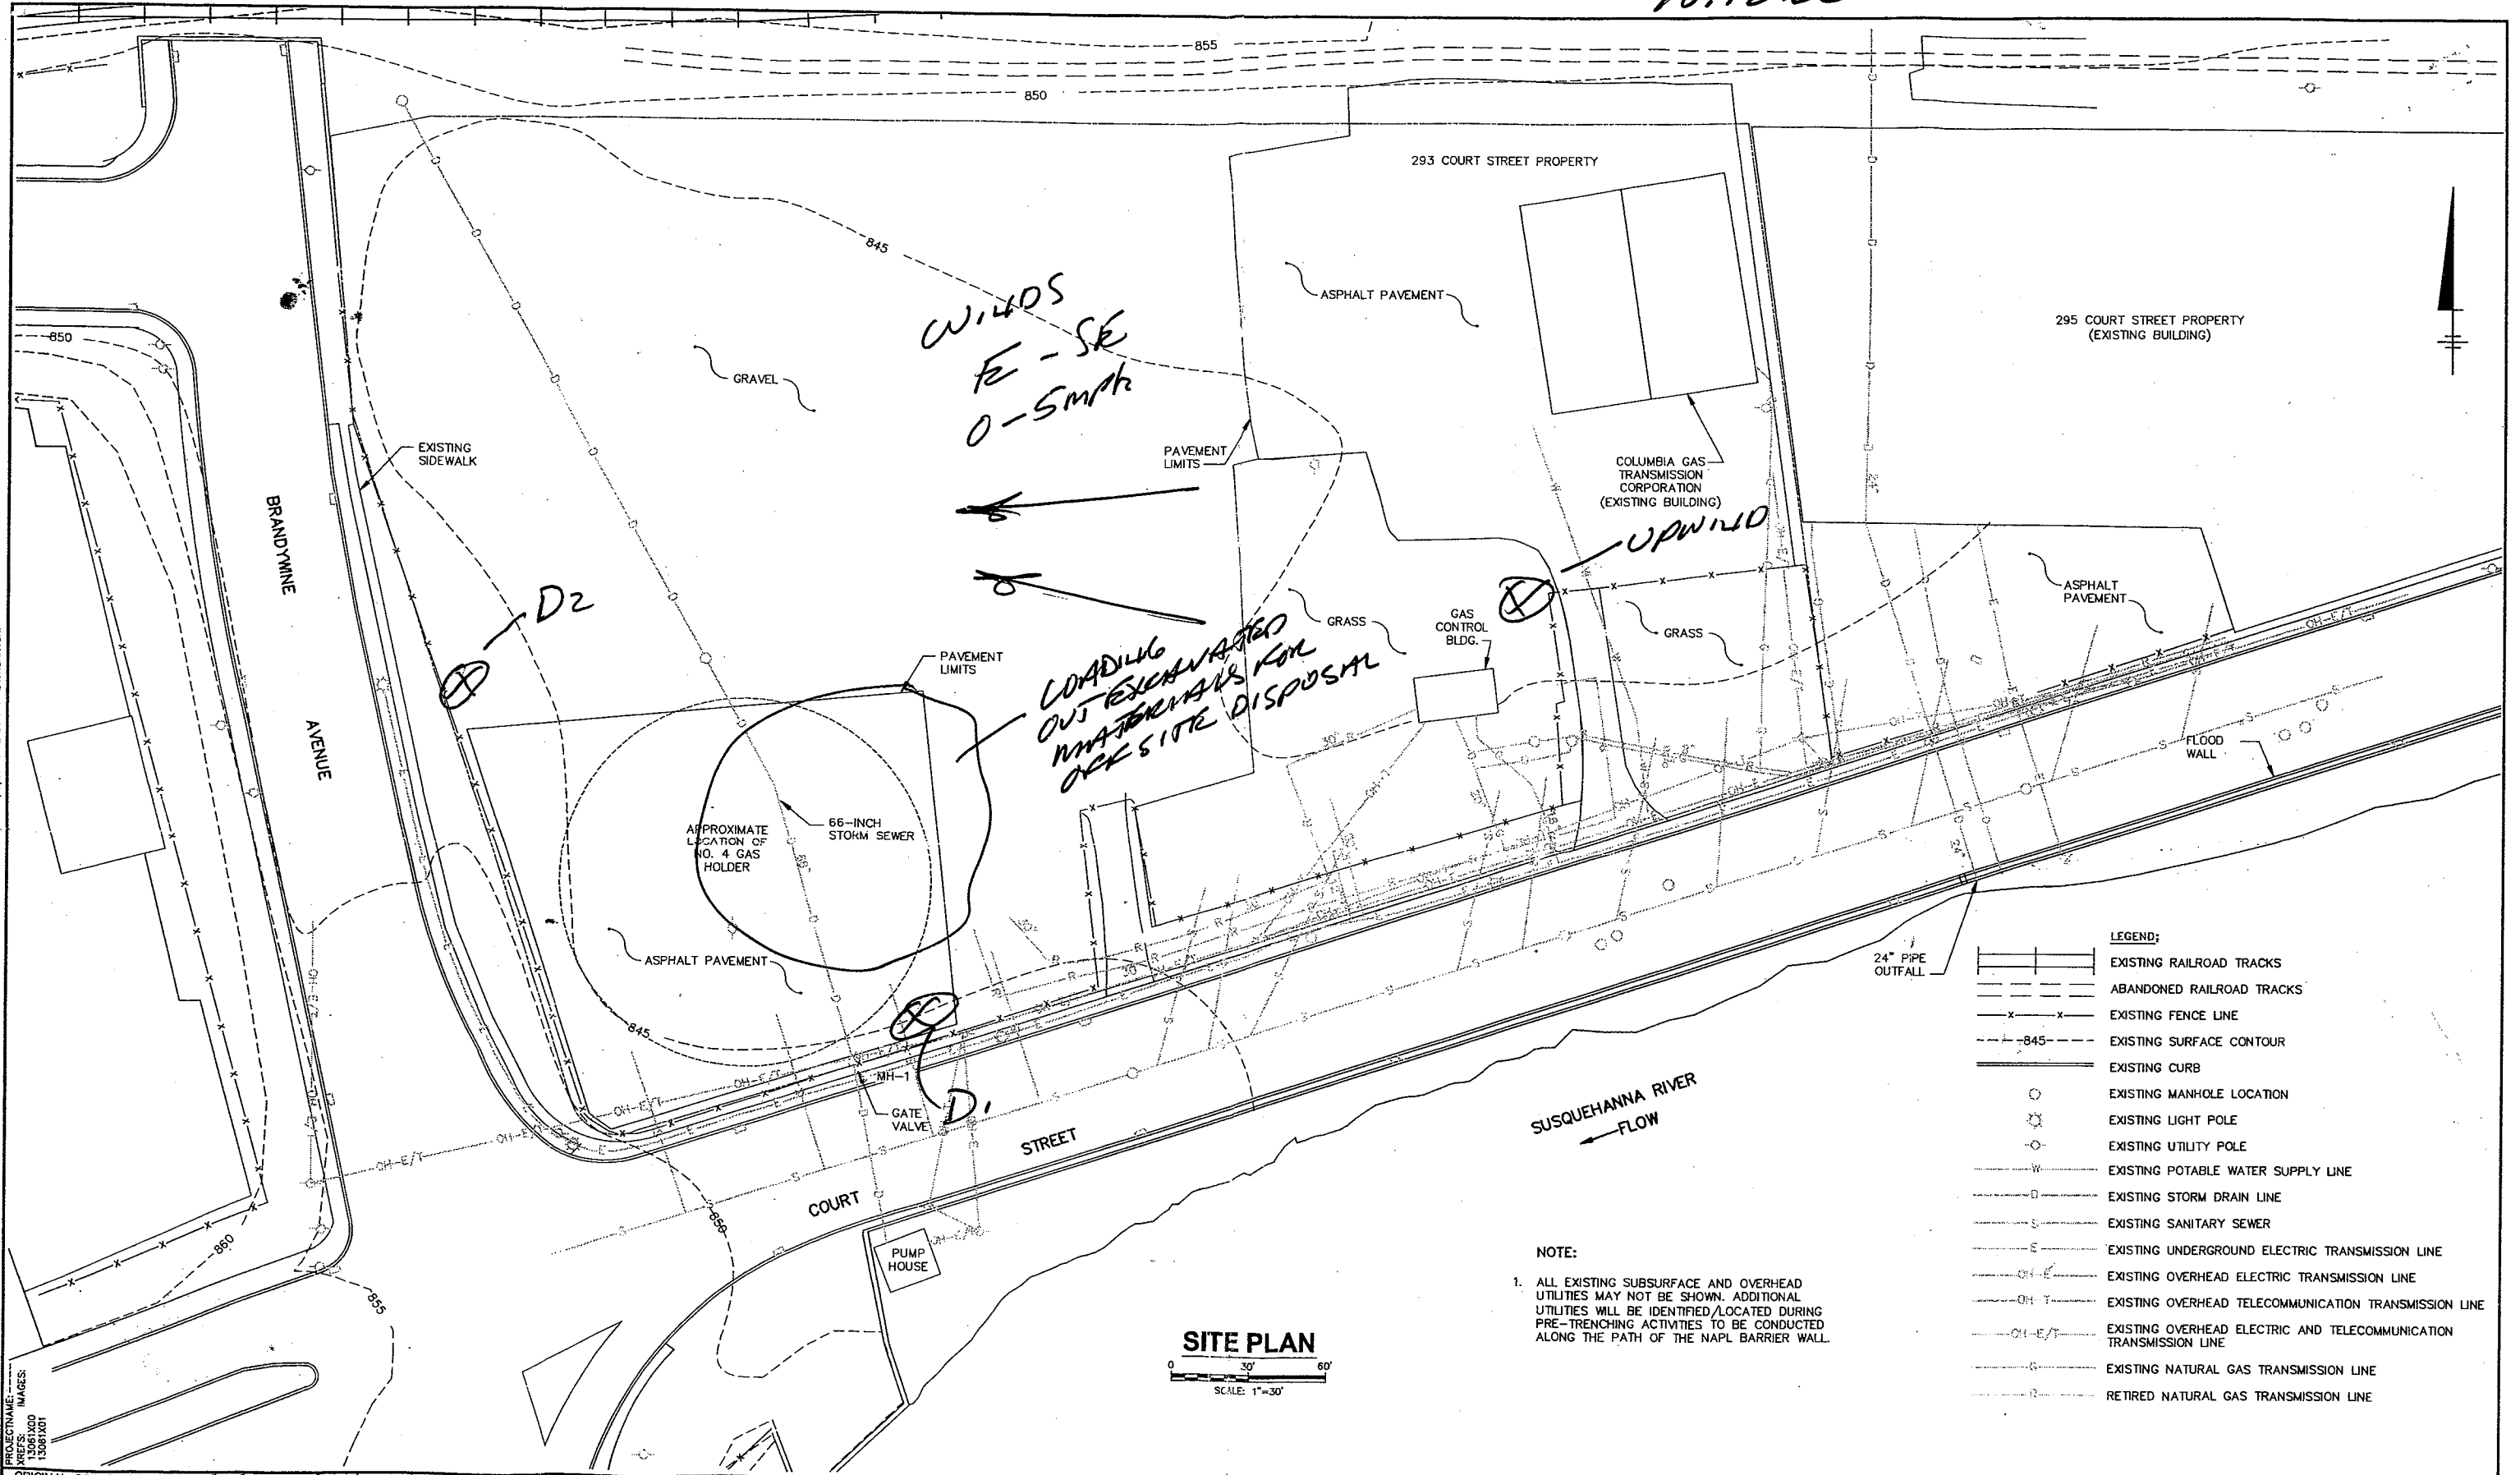 855
850
293 COURT STREET PROPERTY
845
WINDS
E - SE
0 - 5 mph
ASPHALT PAVEMENT
295 COURT STREET PROPERTY
(EXISTING BUILDING)
850
GRAVEL
EXISTING
SIDEWALK
PAVEMENT
LIMITS
COLUMBIA GAS
TRANSMISSION
CORPORATION
(EXISTING BUILDING)
UPWIND
BRANDYWINE
AVENUE
D2
ASPHALT
PAVEMENT
GRASS
GAS
CONTROL
BLDG.
GRASS
PAVEMENT
LIMITS
LOADING
OUT EXCAVATED
MATERIALS FOR
OFFSITE DISPOSAL
OH-E/T
FLOOD
WALL
APPROXIMATE
LOCATION OF
NO. 4 GAS
HOLDER
66-INCH
STORM SEWER
ASPHALT PAVEMENT
845
24" PIPE
OUTFALL
MH-1
GATE
VALVE
D1
OH-E/T
OH-E/T
OH-E/T
COURT
STREET
SUSQUEHANNA RIVER
FLOW
850
860
855
PUMP
HOUSE
NOTE:
1. ALL EXISTING SUBSURFACE AND OVERHEAD
UTILITIES MAY NOT BE SHOWN. ADDITIONAL
UTILITIES WILL BE IDENTIFIED/LOCATED DURING
PRE-TRENCHING ACTIVITIES TO BE CONDUCTED
ALONG THE PATH OF THE NAPL BARRIER WALL.
SITE PLAN
0 30' 60'
SCALE: 1"=30'
LEGEND:
EXISTING RAILROAD TRACKS
ABANDONED RAILROAD TRACKS
x x EXISTING FENCE LINE
845 EXISTING SURFACE CONTOUR
EXISTING CURB
EXISTING MANHOLE LOCATION
EXISTING LIGHT POLE
EXISTING UTILITY POLE
W EXISTING POTABLE WATER SUPPLY LINE
D EXISTING STORM DRAIN LINE
S EXISTING SANITARY SEWER
E EXISTING UNDERGROUND ELECTRIC TRANSMISSION LINE
OH-E EXISTING OVERHEAD ELECTRIC TRANSMISSION LINE
OH-T EXISTING OVERHEAD TELECOMMUNICATION TRANSMISSION LINE
OH-E/T EXISTING OVERHEAD ELECTRIC AND TELECOMMUNICATION
TRANSMISSION LINE
G EXISTING NATURAL GAS TRANSMISSION LINE
R RETIRED NATURAL GAS TRANSMISSION LINE
PROJECTNAME: ----
XREFS: IMAGES:
13061X00
13061X01